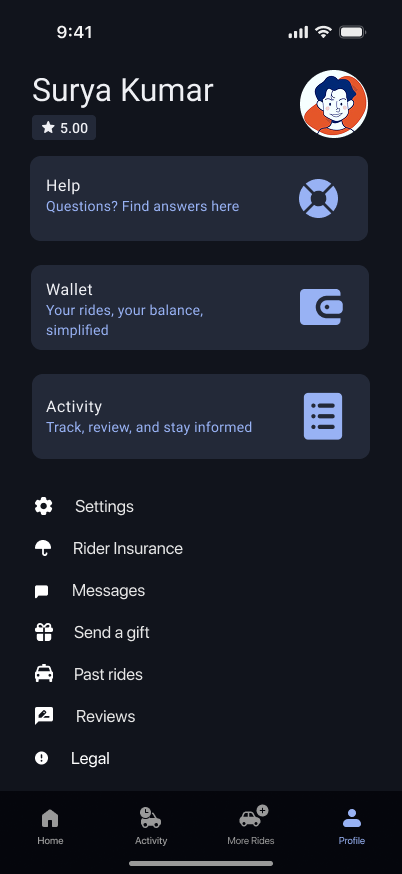 9:41
Surya Kumar
5.00
Help
Questions? Find answers here
Wallet
Your rides, your balance,
simplified
Activity
Track, review, and stay informed
Settings
Rider Insurance
Messages
Send a gift
Past rides
Reviews
Legal
Home Activity More Rides Profile